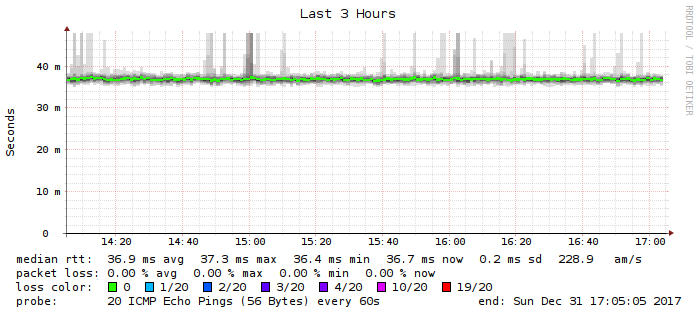 Last 3 Hours
RRDTOOL / TOBI OETIKER
Seconds
40 m
30 m
20 m
10 m
0
14:20 14:40 15:00 15:20 15:40 16:00 16:20 16:40 17:00
median rtt: 36.9 ms avg 37.3 ms max 36.4 ms min 36.7 ms now 0.2 ms sd 228.9 am/s
packet loss: 0.00 % avg 0.00 % max 0.00 % min 0.00 % now
loss color: 0 1/20 2/20 3/20 4/20 10/20 19/20
probe: 20 ICMP Echo Pings (56 Bytes) every 60s end: Sun Dec 31 17:05:05 2017